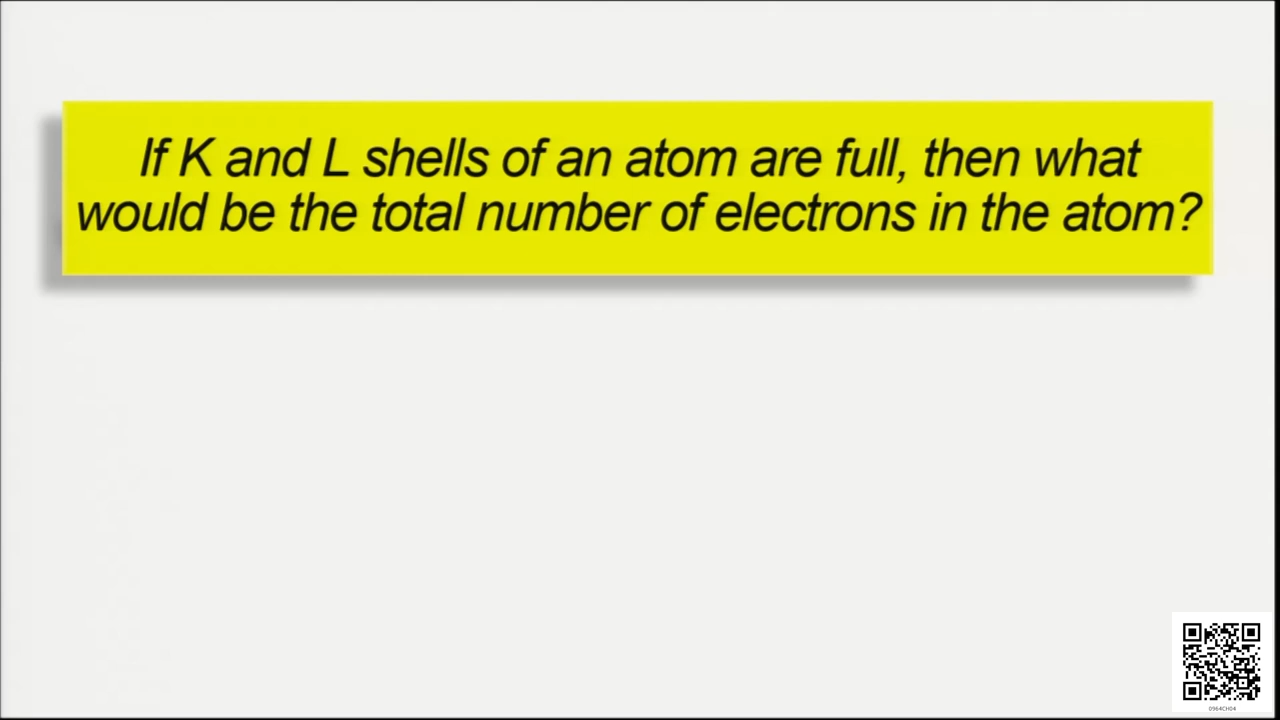 If K and L shells of an atom are full, then what
would be the total number of electrons in the atom?
0964CH04